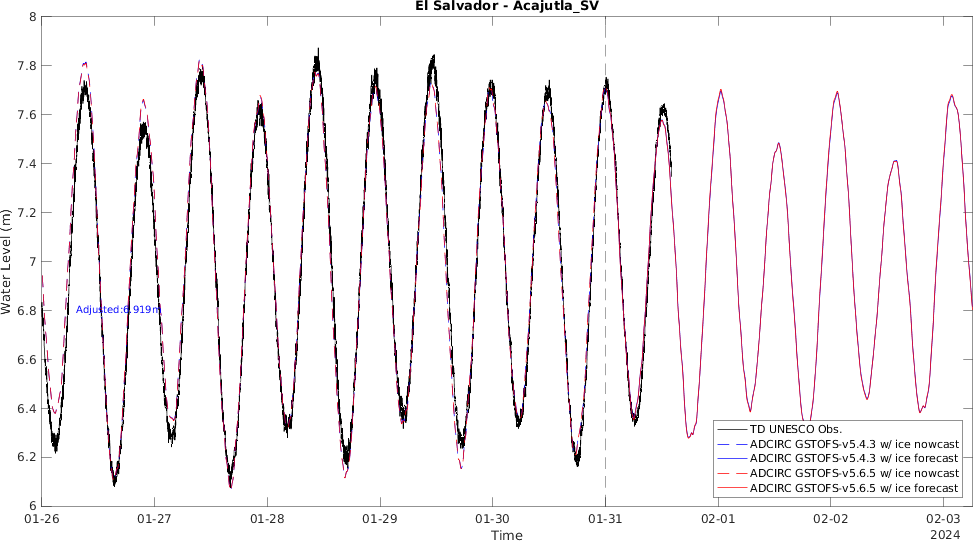 El Salvador - Acajutla_SV
8
7.8
7.6
7.4
7.2
7
6.8
6.6
6.4
6.2
6
Water Level (m)
Adjusted:6.919m
TD UNESCO Obs.
ADCIRC GSTOFS-v5.4.3 w/ ice nowcast
ADCIRC GSTOFS-v5.4.3 w/ ice forecast
ADCIRC GSTOFS-v5.6.5 w/ ice nowcast
ADCIRC GSTOFS-v5.6.5 w/ ice forecast
01-26 01-27 01-28 01-29 01-30 01-31 02-01 02-02 02-03
Time
2024